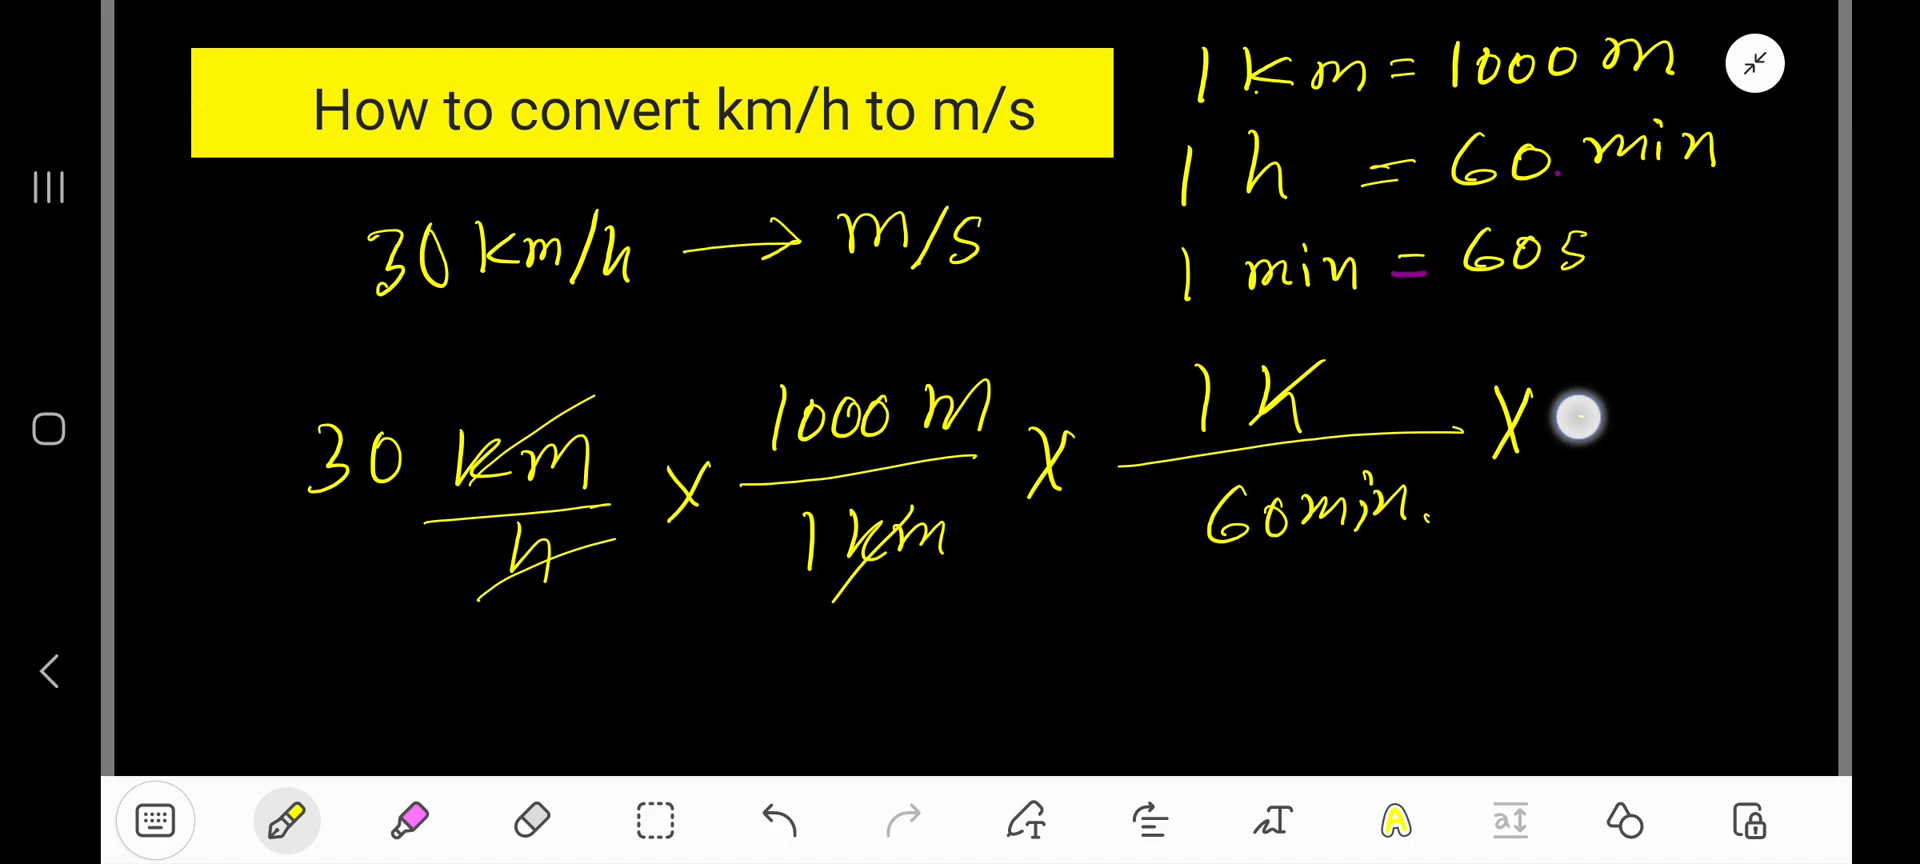 How to convert km/h to m/s
1 km = 1000 m
1 h = 60 min
1 min = 60 s
30 km/h → m/s
30 km/h x 1000 m/1 km x 1 h/60 min. x